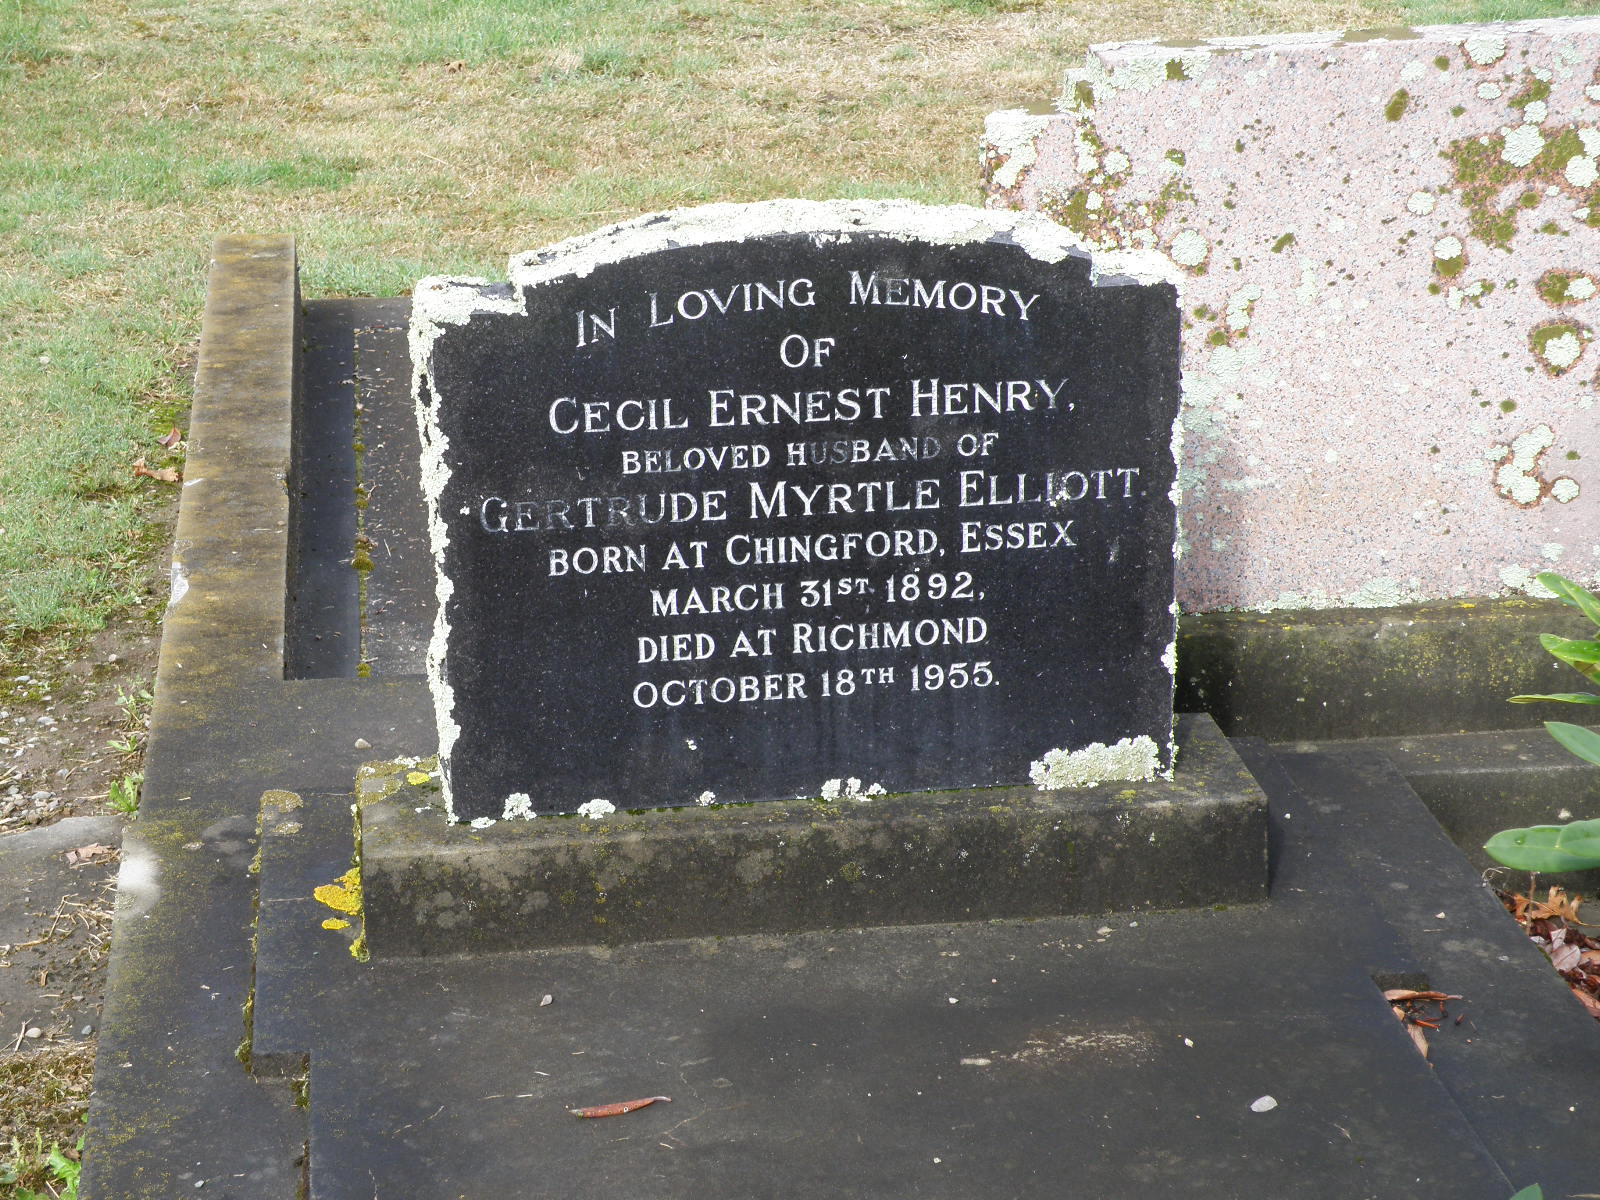 IN LOVING MEMORY
OF
CECIL ERNEST HENRY,
BELOVED HUSBAND OF
GERTRUDE MYRTLE ELLIOTT.
BORN AT CHINGFORD, ESSEX
MARCH 31ST 1892,
DIED AT RICHMOND
OCTOBER 18TH 1955.